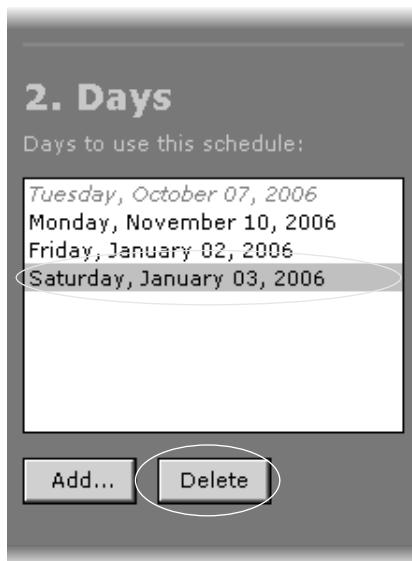 2. Days
Days to use this schedule:
Tuesday, October 07, 2006
Monday, November 10, 2006
Friday, January 02, 2006
Saturday, January 03, 2006
Add...
Delete